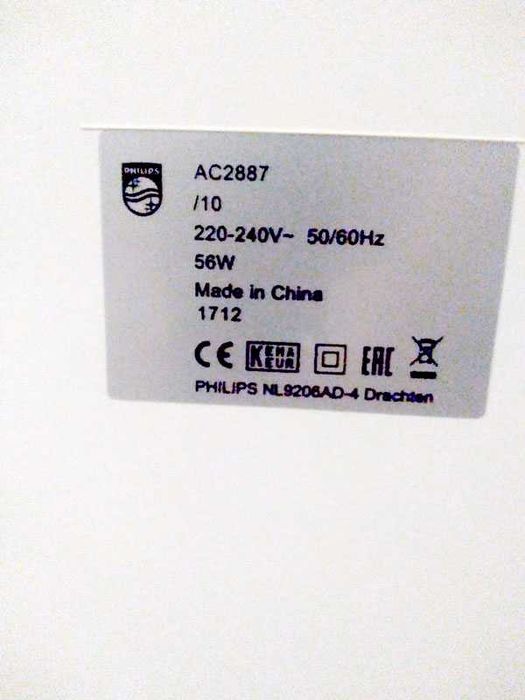 PHILIPS
AC2887
/10
220-240V~ 50/60Hz
56W
Made in China
1712
CE KEMA EUR EAC
PHILIPS NL9206AD-4 Drachten